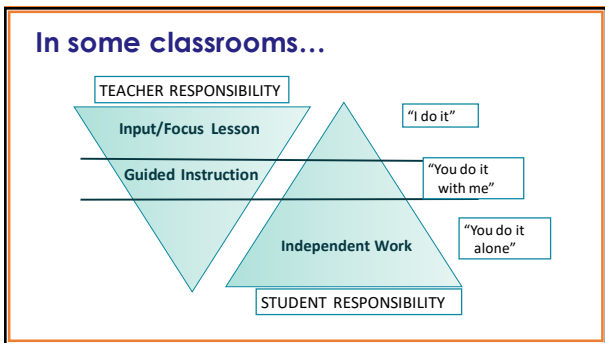 In some classrooms…
TEACHER RESPONSIBILITY
Input/Focus Lesson
“I do it”
Guided Instruction
“You do it
with me”
Independent Work
“You do it
alone”
STUDENT RESPONSIBILITY